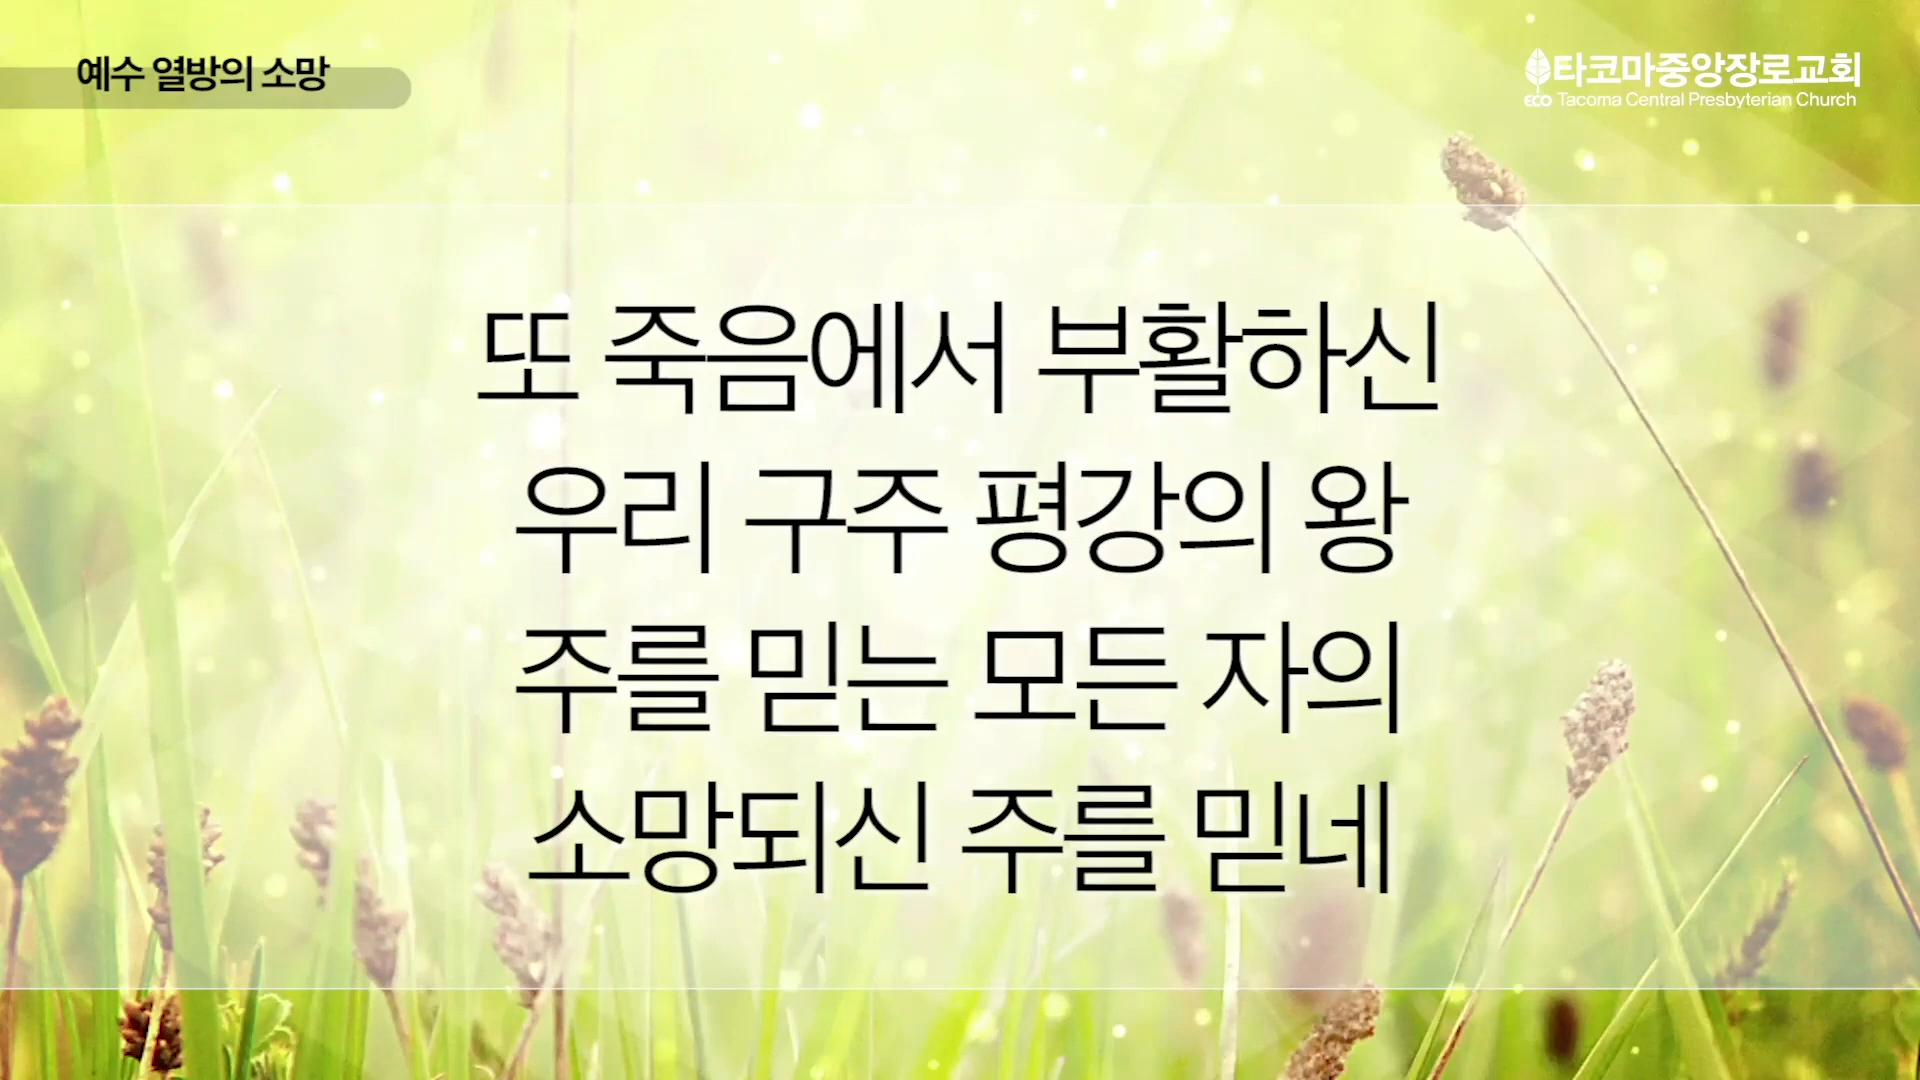 예수 열방의 소망
타코마중앙장로교회
ECO Tacoma Central Presbyterian Church
또 죽음에서 부활하신
우리 구주 평강의 왕
주를 믿는 모든 자의
소망되신 주를 믿네